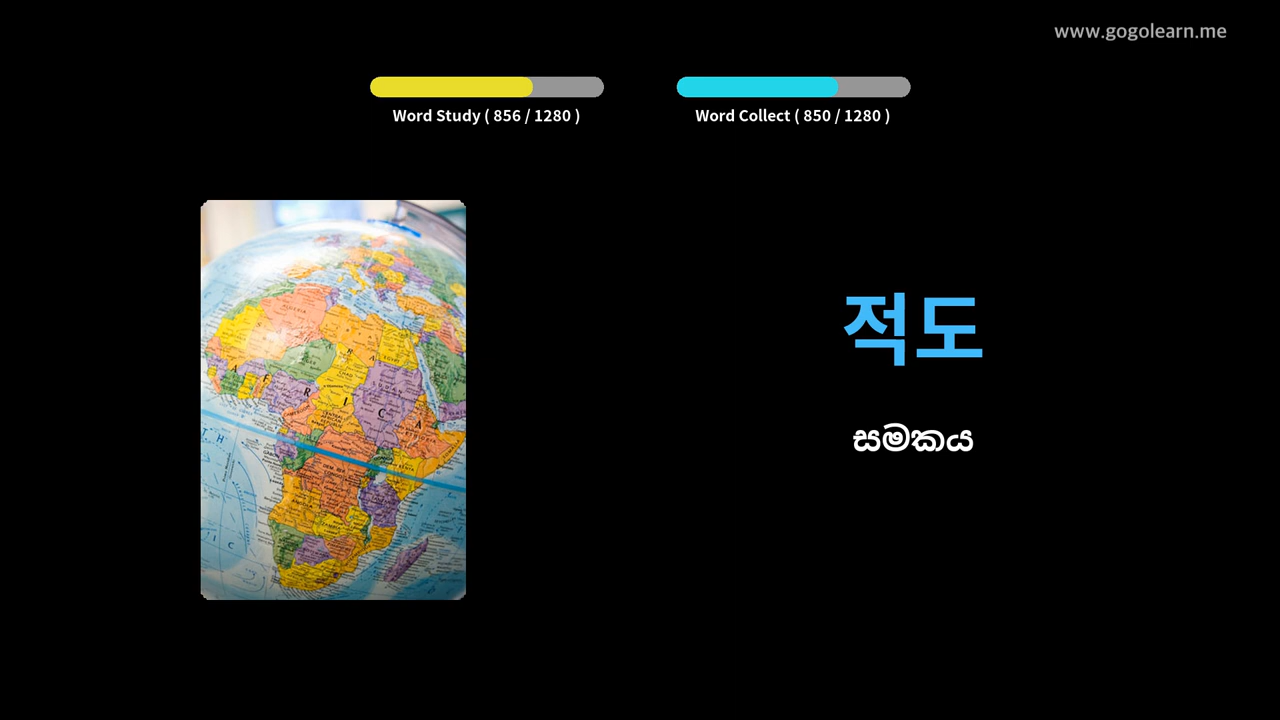 www.gogolearn.me
Word Study ( 856 / 1280 )
Word Collect ( 850 / 1280 )
적도
සමකය
A F R I C A